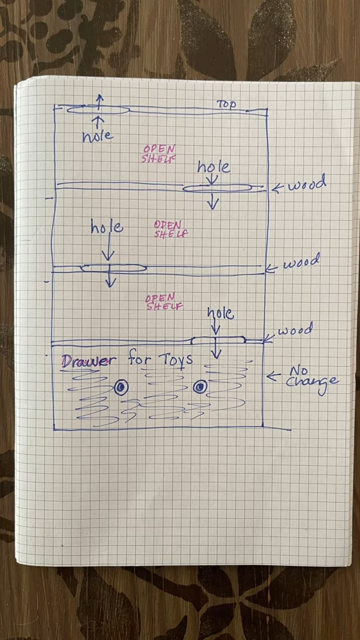 TOP
hole
OPEN
SHELF
hole
wood
hole
OPEN
SHELF
wood
OPEN
SHELF
hole
wood
Drawer for Toys
No
Change